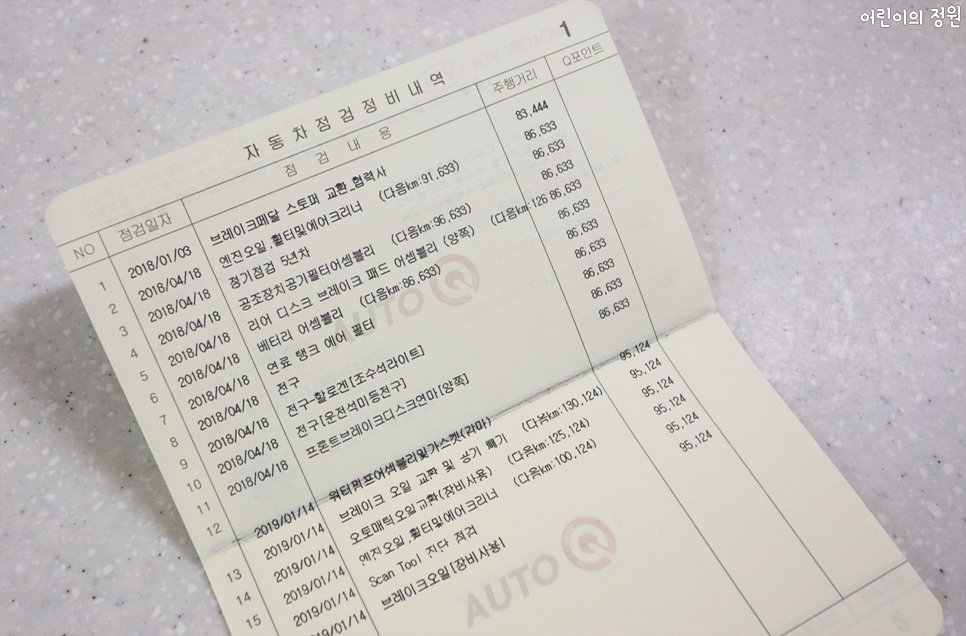 어린이의 정원
1
자동차점검정비내역
NO 점검일자 점검내용 주행거리 Q포인트
1 2018/01/03 브레이크페달 스토퍼 교환_협력사 83,444
2 2018/04/18 엔진오일,휠터및에어크리너 (다음km:91,633) 86,633
3 2018/04/18 정기점검 5년차 86,633
4 2018/04/18 공조장치공기필터어셈블리 (다음km:96,633) 86,633
5 2018/04/18 리어 디스크 브레이크 패드 어셈블리 (양쪽) (다음km:126 86,633
6 2018/04/18 베터리 어셈블리 (다음km:86,633) 86,633
7 2018/04/18 연료 탱크 에어 필터 86,633
8 2018/04/18 전구 86,633
9 2018/04/18 전구-할로겐[조수석라이트] 86,633
10 2018/04/18 전구[운전석미등전구] 86,633
11 2018/04/18 프론트브레이크디스크연마[양쪽] 86,633
12 2019/01/14 워터펌프어셈블리및가스켓(감마) 95,124
2019/01/14 브레이크 오일 교환 및 공기 빼기 (다음km:130,124) 95,124
13 2019/01/14 오토매틱오일교환(장비사용) (다음km:125,124) 95,124
14 2019/01/14 엔진오일,휠터및에어크리너 (다음km:100,124) 95,124
15 2019/01/14 Scan Tool 진단 점검 95,124
2019/01/14 브레이크오일[장비사용] 95,124
AUTO Q
AUTO Q